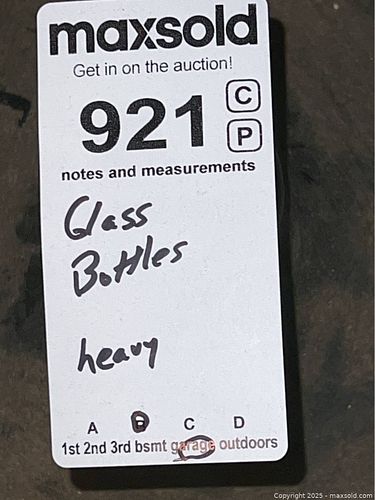 maxsold
Get in on the auction!
921 C
P
notes and measurements
Glass
Bottles
heavy
A B C D
1st 2nd 3rd bsmt garage outdoors
Copyright 2025 - maxsold.com